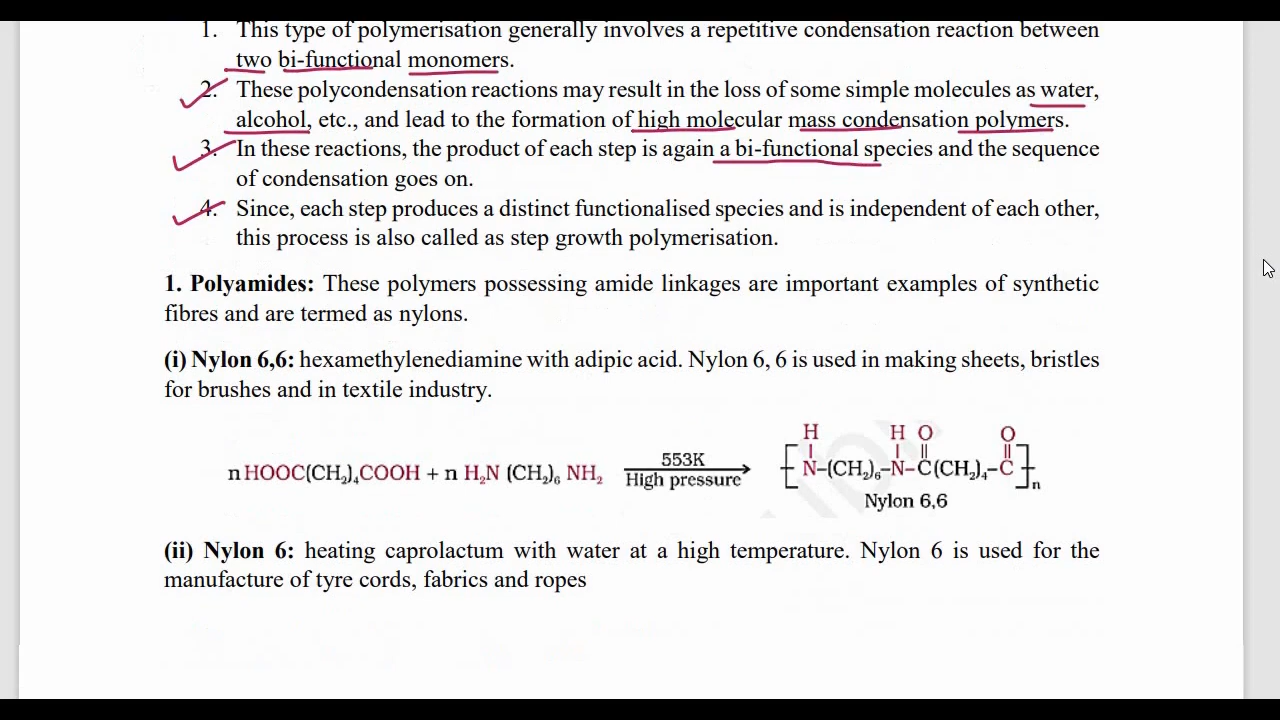 1. This type of polymerisation generally involves a repetitive condensation reaction between
two bi-functional monomers.
2. These polycondensation reactions may result in the loss of some simple molecules as water,
alcohol, etc., and lead to the formation of high molecular mass condensation polymers.
3. In these reactions, the product of each step is again a bi-functional species and the sequence
of condensation goes on.
4. Since, each step produces a distinct functionalised species and is independent of each other,
this process is also called as step growth polymerisation.
1. Polyamides: These polymers possessing amide linkages are important examples of synthetic
fibres and are termed as nylons.
(i) Nylon 6,6: hexamethylenediamine with adipic acid. Nylon 6, 6 is used in making sheets, bristles
for brushes and in textile industry.
H H O O
n HOOC(CH₂)₄COOH + n H₂N (CH₂)₆ NH₂ 553K High pressure [N–(CH₂)₆–N–C(CH₂)₄–C]n
Nylon 6,6
(ii) Nylon 6: heating caprolactum with water at a high temperature. Nylon 6 is used for the
manufacture of tyre cords, fabrics and ropes